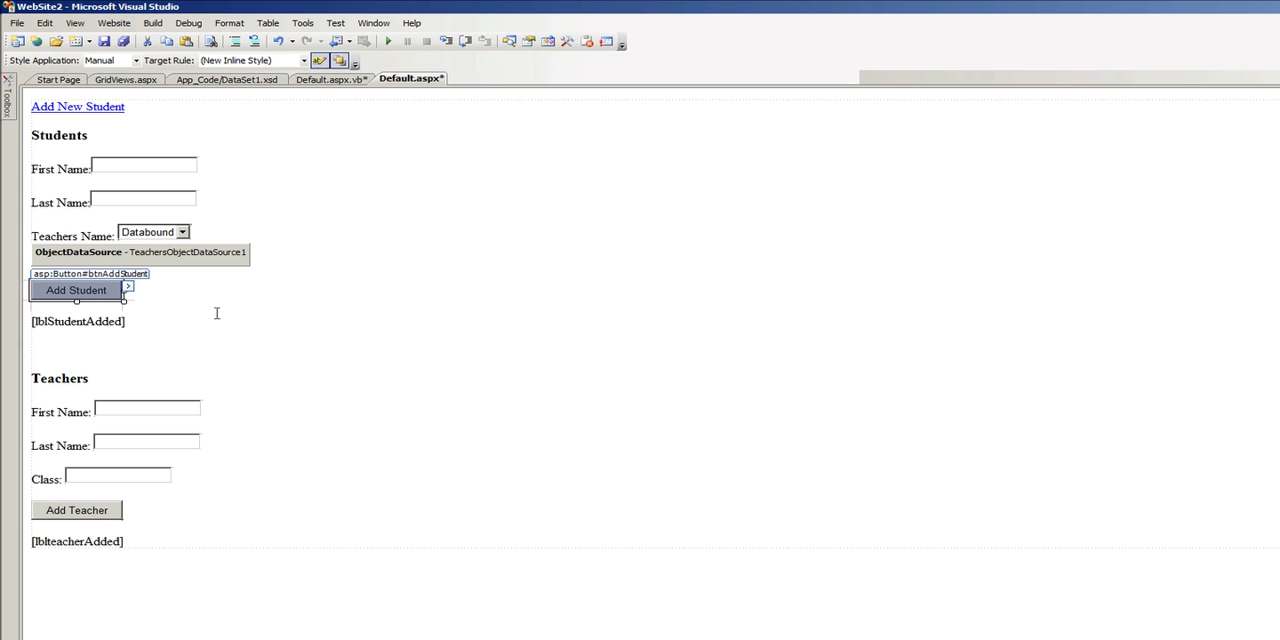 WebSite2 - Microsoft Visual Studio
File Edit View Website Build Debug Format Table Tools Test Window Help
Style Application: Manual Target Rule: (New Inline Style)
Start Page GridViews.aspx App_Code/DataSet1.xsd Default.aspx.vb* Default.aspx*
Toolbox
Add New Student
Students
First Name:
Last Name:
Teachers Name: Databound
ObjectDataSource - TeachersObjectDataSource1
asp:Button#btnAddStudent
Add Student
[lblStudentAdded]
Teachers
First Name:
Last Name:
Class:
Add Teacher
[lblteacherAdded]